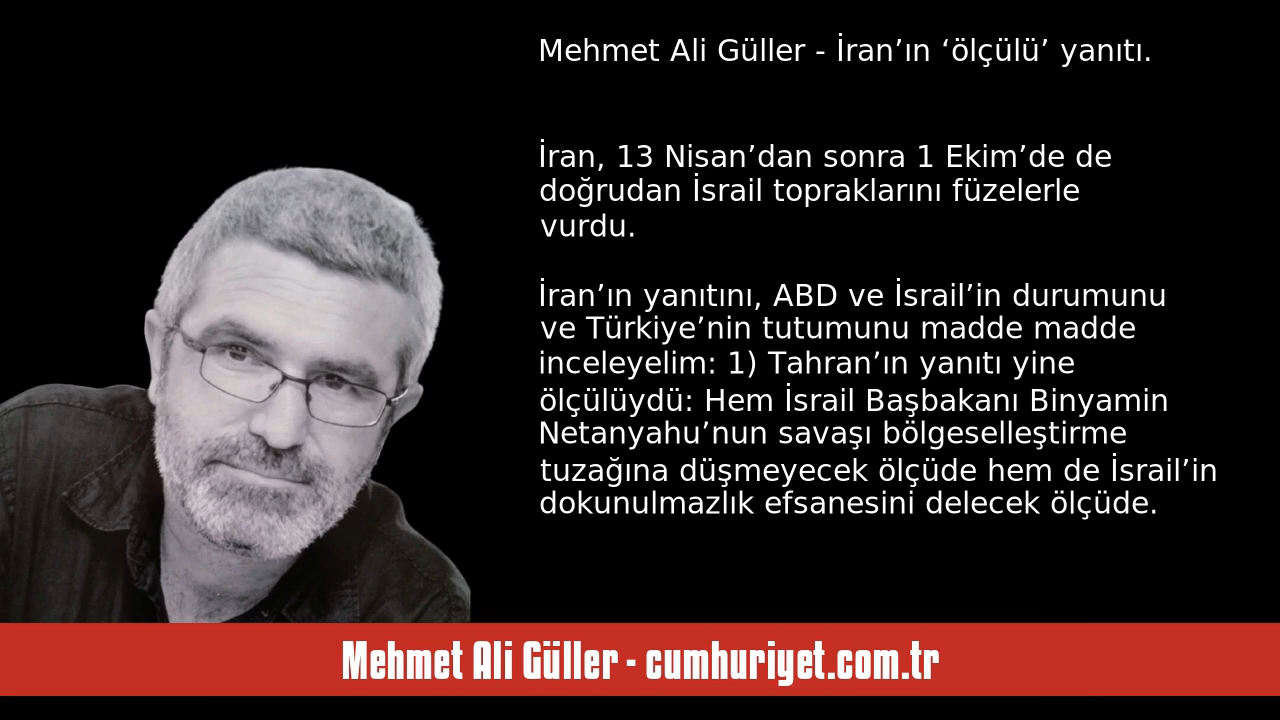 Mehmet Ali Güller - İran’ın ‘ölçülü’ yanıtı.
İran, 13 Nisan’dan sonra 1 Ekim’de de
doğrudan İsrail topraklarını füzelerle
vurdu.
İran’ın yanıtını, ABD ve İsrail’in durumunu
ve Türkiye’nin tutumunu madde madde
inceleyelim: 1) Tahran’ın yanıtı yine
ölçülüydü: Hem İsrail Başbakanı Binyamin
Netanyahu’nun savaşı bölgeselleştirme
tuzağına düşmeyecek ölçüde hem de İsrail’in
dokunulmazlık efsanesini delecek ölçüde.
Mehmet Ali Güller - cumhuriyet.com.tr